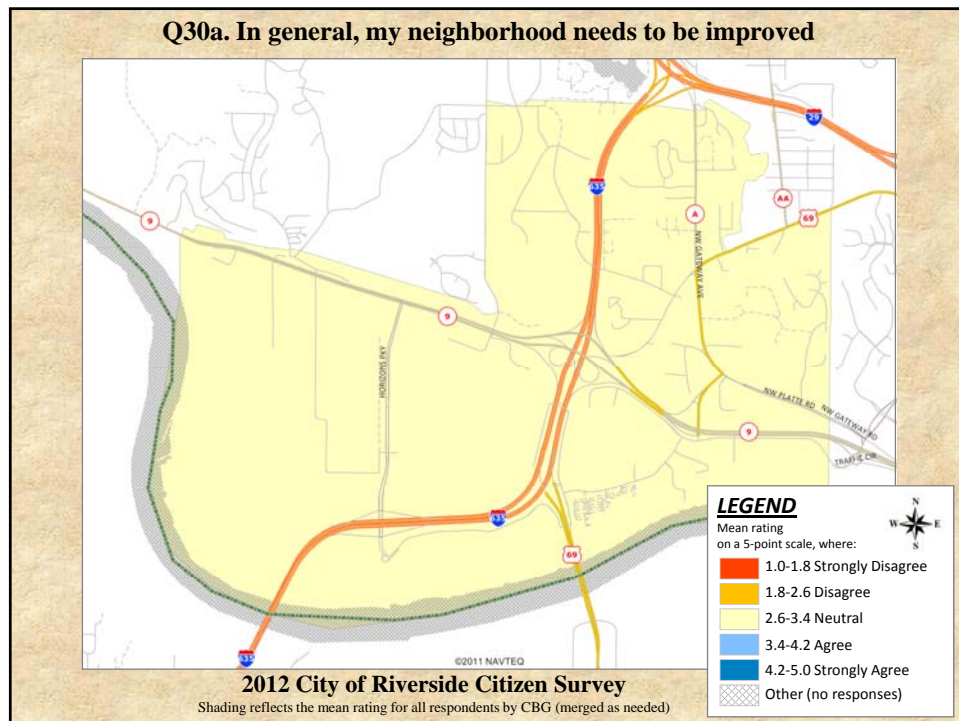 Q30a. In general, my neighborhood needs to be improved
29
635
AA
69
A
9
NW GATEWAY AVE
9
HORIZONS PKY
NW PLATTE RD
NW GATEWAY RD
9
TRAFFIC CIR
635
69
635
©2011 NAVTEQ
LEGEND
Mean rating
on a 5-point scale, where:
N
W E
S
1.0-1.8 Strongly Disagree
1.8-2.6 Disagree
2.6-3.4 Neutral
3.4-4.2 Agree
4.2-5.0 Strongly Agree
Other (no responses)
2012 City of Riverside Citizen Survey
Shading reflects the mean rating for all respondents by CBG (merged as needed)